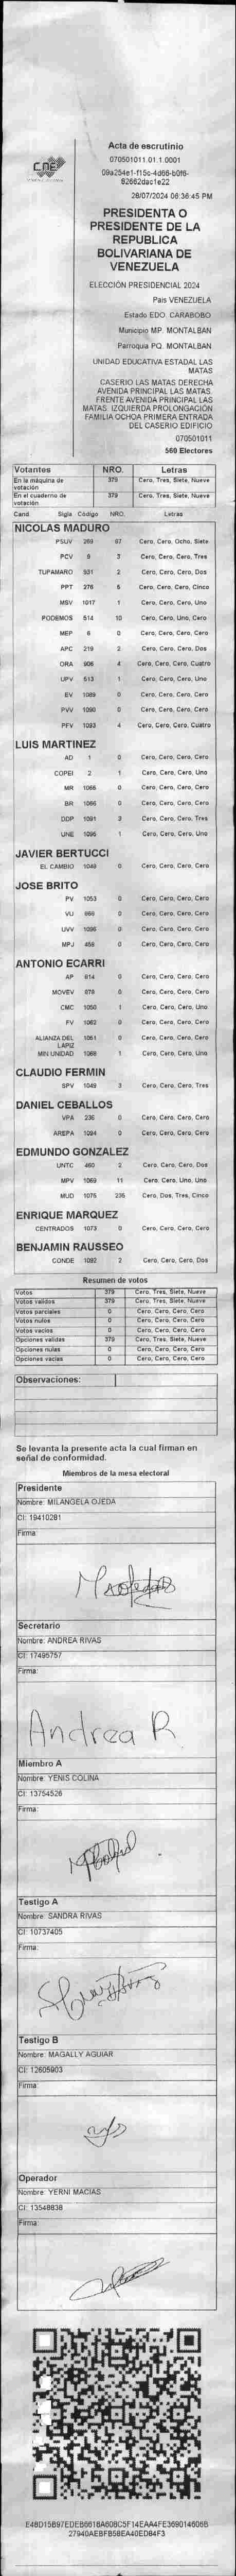 CNE
Acta de escrutinio
070501011.01.1.0001
28/07/2024 06:36:45 PM
PRESIDENTA O
PRESIDENTE DE LA
REPUBLICA
BOLIVARIANA DE
VENEZUELA
ELECCIÓN PRESIDENCIAL 2024
Pais VENEZUELA
Estado EDO. CARABOBO
Municipio MP. MONTALBAN
Parroquia PQ. MONTALBAN
UNIDAD EDUCATIVA ESTADAL LAS
MATAS
CASERIO LAS MATAS DERECHA
AVENIDA PRINCIPAL LAS MATAS.
FRENTE AVENIDA PRINCIPAL LAS
MATAS. IZQUIERDA PROLONGACIÓN
FAMILIA OCHOA PRIMERA ENTRADA
DEL CASERIO EDIFICIO
070501011
560 Electores
Votantes NRO. Letras
En la máquina de votación 379 Cero, Tres, Siete, Nueve
En el cuaderno de votación 379 Cero, Tres, Siete, Nueve
Cand Sigla Código NRO. Letras
NICOLAS MADURO
PSUV 269 87 Cero, Cero, Ocho, Siete
PCV 9 3 Cero, Cero, Cero, Tres
TUPAMARO 931 2 Cero, Cero, Cero, Dos
PPT 276 5 Cero, Cero, Cero, Cinco
MSV 1017 1 Cero, Cero, Cero, Uno
PODEMOS 514 10 Cero, Cero, Uno, Cero
MEP 6 0 Cero, Cero, Cero, Cero
APC 219 2 Cero, Cero, Cero, Dos
ORA 906 4 Cero, Cero, Cero, Cuatro
UPV 513 1 Cero, Cero, Cero, Uno
EV 1089 0 Cero, Cero, Cero, Cero
PVV 1090 0 Cero, Cero, Cero, Cero
PFV 1093 4 Cero, Cero, Cero, Cuatro
LUIS MARTINEZ
AD 1 0 Cero, Cero, Cero, Cero
COPEI 2 1 Cero, Cero, Cero, Uno
MR 0 Cero, Cero, Cero, Cero
BR 0 Cero, Cero, Cero, Cero
DDP 1091 3 Cero, Cero, Cero, Tres
UNE 1095 1 Cero, Cero, Cero, Uno
JAVIER BERTUCCI
EL CAMBIO 1049 0 Cero, Cero, Cero, Cero
JOSE BRITO
PV 1053 0 Cero, Cero, Cero, Cero
VU 0 Cero, Cero, Cero, Cero
UVV 1096 0 Cero, Cero, Cero, Cero
MPJ 458 0 Cero, Cero, Cero, Cero
ANTONIO ECARRI
AP 914 0 Cero, Cero, Cero, Cero
MOVEV 979 0 Cero, Cero, Cero, Cero
CMC 1050 1 Cero, Cero, Cero, Uno
FV 1062 0 Cero, Cero, Cero, Cero
ALIANZA DEL LAPIZ 1061 0 Cero, Cero, Cero, Cero
MIN UNIDAD 1068 1 Cero, Cero, Cero, Uno
CLAUDIO FERMIN
SPV 3 Cero, Cero, Cero, Tres
DANIEL CEBALLOS
VPA 236 0 Cero, Cero, Cero, Cero
AREPA 1094 0 Cero, Cero, Cero, Cero
EDMUNDO GONZALEZ
UNTC 460 2 Cero, Cero, Cero, Dos
MPV 1069 11 Cero, Cero, Uno, Uno
MUD 1075 235 Cero, Dos, Tres, Cinco
ENRIQUE MARQUEZ
CENTRADOS 1073 0 Cero, Cero, Cero, Cero
BENJAMIN RAUSSEO
CONDE 1092 2 Cero, Cero, Cero, Dos
Resumen de votos
Votos 379 Cero, Tres, Siete, Nueve
Votos validos 379 Cero, Tres, Siete, Nueve
Votos parciales 0 Cero, Cero, Cero, Cero
Votos nulos 0 Cero, Cero, Cero, Cero
Votos vacios 0 Cero, Cero, Cero, Cero
Opciones validas 379 Cero, Tres, Siete, Nueve
Opciones nulas 0 Cero, Cero, Cero, Cero
Opciones vacias 0 Cero, Cero, Cero, Cero
Observaciones:
Se levanta la presente acta la cual firman en
señal de conformidad.
Miembros de la mesa electoral
Presidente
Nombre: MILANGELA OJEDA
CI: 19410281
Firma:
Secretario
Nombre: ANDREA RIVAS
CI: 17495757
Firma:
Andrea R
Miembro A
Nombre: YENIS COLINA
CI: 13754526
Firma:
Testigo A
Nombre: SANDRA RIVAS
CI: 10737405
Firma:
Testigo B
Nombre: MAGALLY AGUIAR
CI: 12605903
Firma:
Operador
Nombre: YERNI MACIAS
CI: 13548838
Firma: